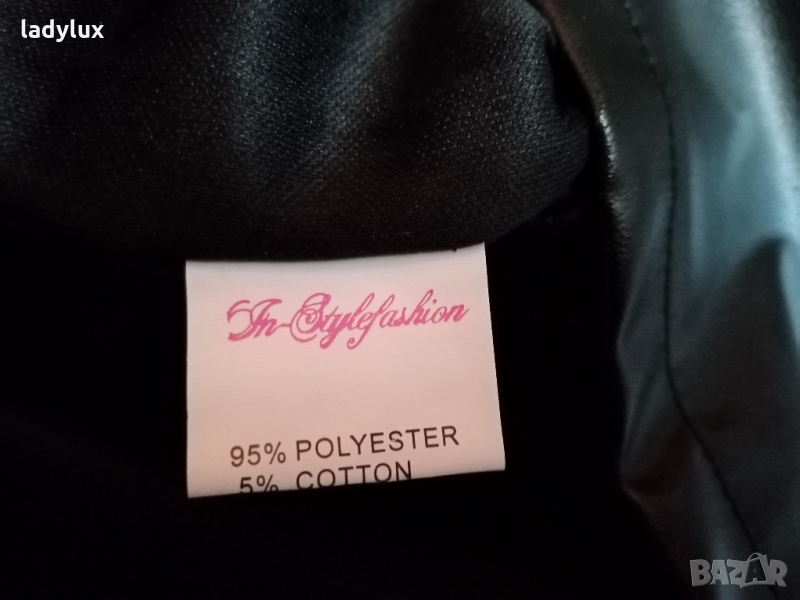 ladylux
In-Stylefashion
95% POLYESTER
5% COTTON
BAZAR